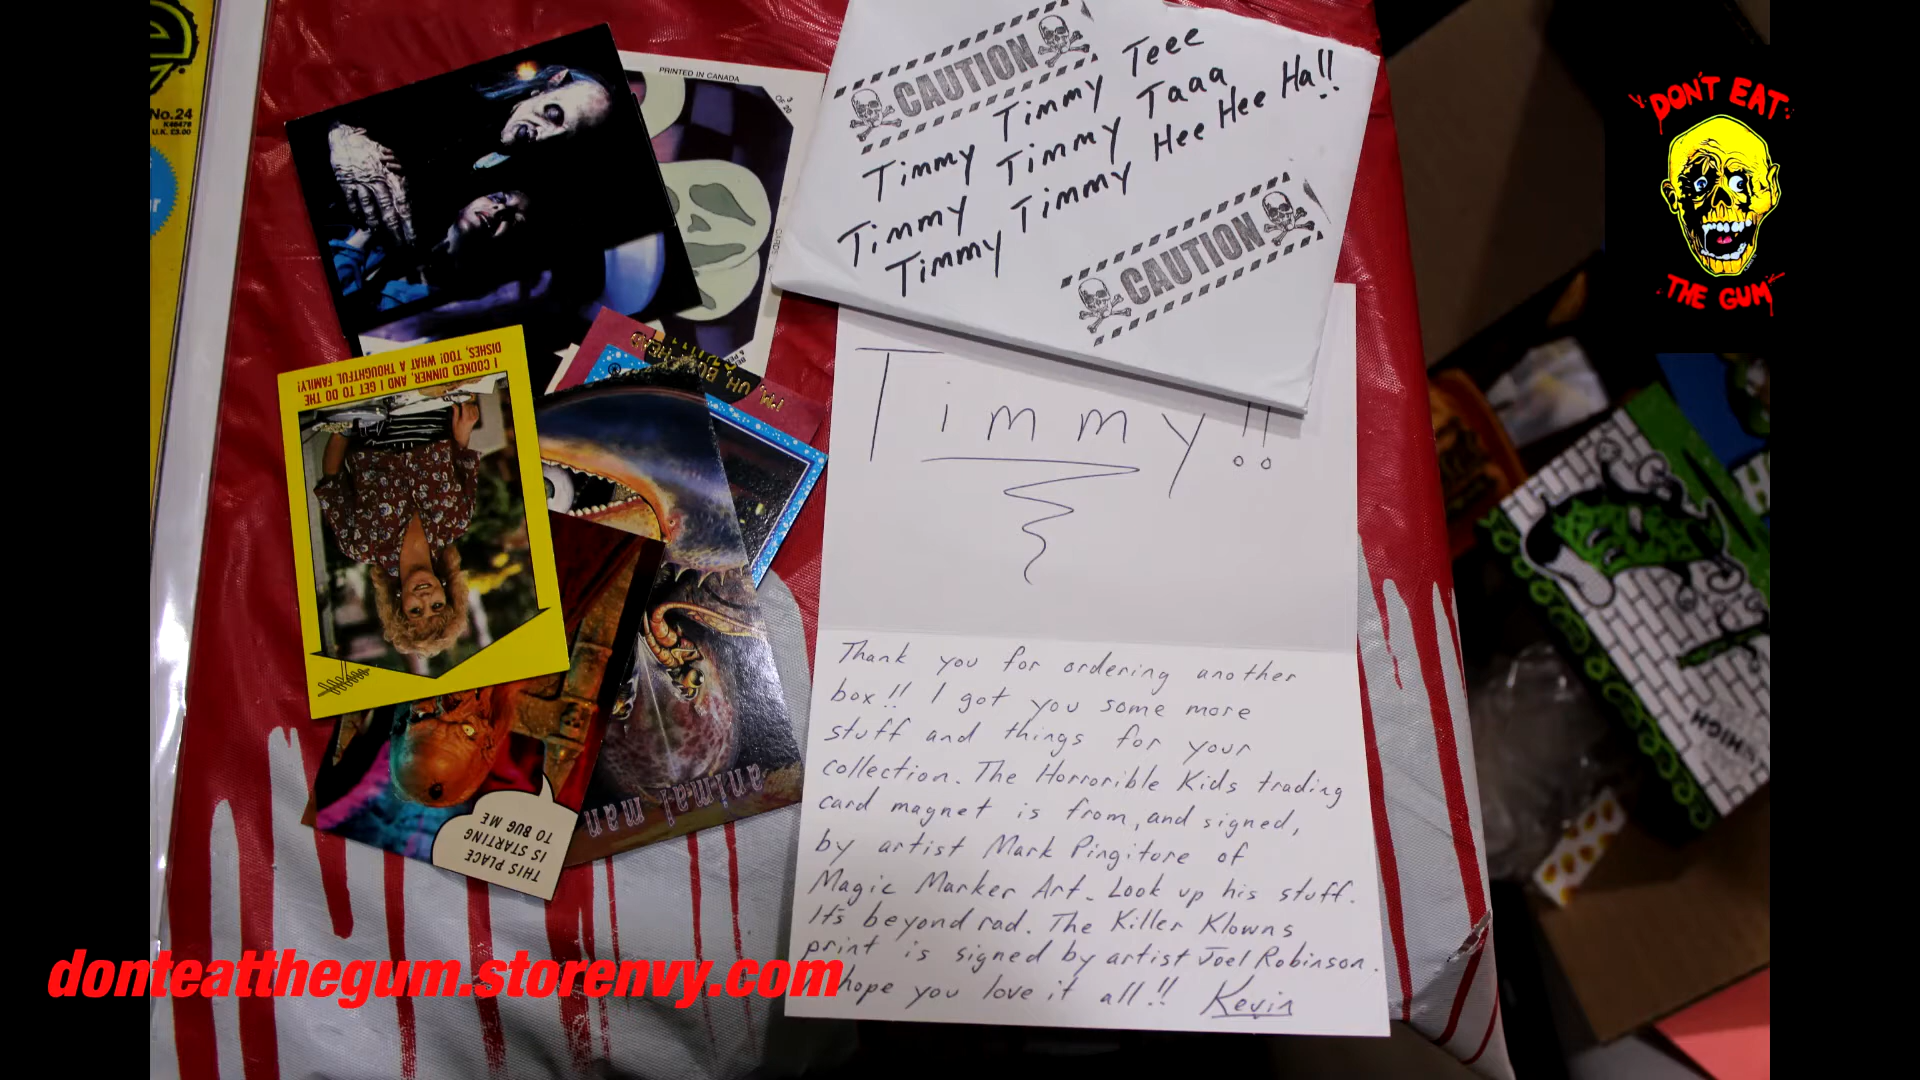 No.24
K48479
U.K. £3.00
PRINTED IN CANADA
CAUTION
Timmy Timmy Teee
Timmy Timmy Taaa
Timmy Timmy Hee Hee Ha!!
CAUTION
DON'T EAT
THE GUM
I COOKED DINNER, AND I GET TO DO THE
DISHES, TOO! WHAT A THOUGHTFUL FAMILY!
Timmy!!
Thank you for ordering another
box!! I got you some more
stuff and things for your
collection. The Horrorible Kids trading
card magnet is from, and signed,
by artist Mark Pingitore of
Magic Marker Art. Look up his stuff.
It's beyond rad. The Killer Klowns
print is signed by artist Joel Robinson.
hope you love it all!! Kevin
animal man
THIS PLACE
IS STARTING
TO BUG ME
HIGH
donteatthegum.storenvy.com